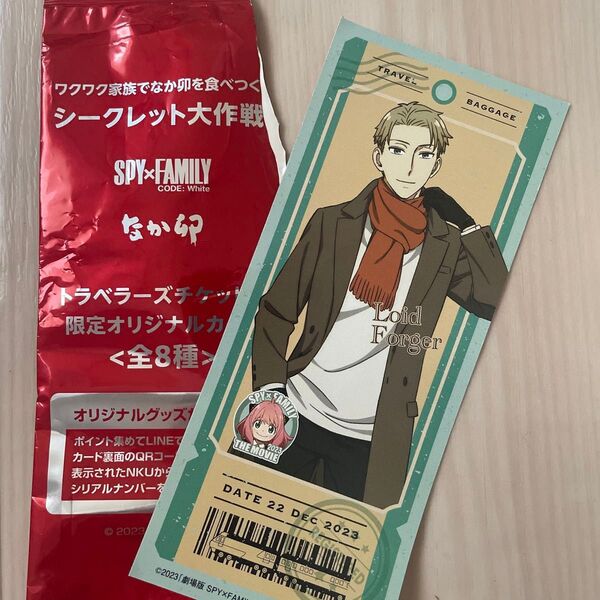 ワクワク家族でなか卯を食べつく
シークレット大作戦
SPY×FAMILY
CODE: White
なか卯
トラベラーズチケッ
限定オリジナルカ
<全8種>
オリジナルグッズ
ポイント集めてLINEで
カード裏面のQRコー
表示されたNKUから
シリアルナンバーを
© 2023
TRAVEL
BAGGAGE
Loid
Forger
SPY×FAMILY
THE MOVIE
2023
DATE 22 DEC 2023
©2023「劇場版 SPY×FAMILY